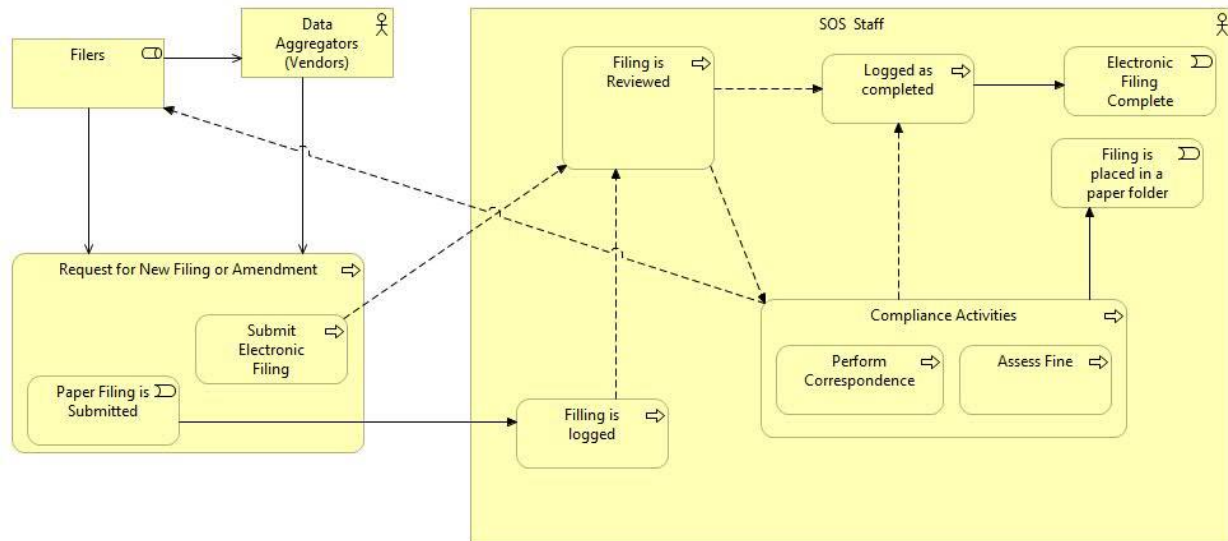 Filers
Data
Aggregators
(Vendors)
SOS  Staff
Filing is
Reviewed
Logged as
completed
Electronic
Filing
Complete
Filing is
placed in a
paper folder
Request for New Filing or Amendment
Submit
Electronic
Filing
Paper Filing is
Submitted
Filling is
logged
Compliance Activities
Perform
Correspondence
Assess Fine